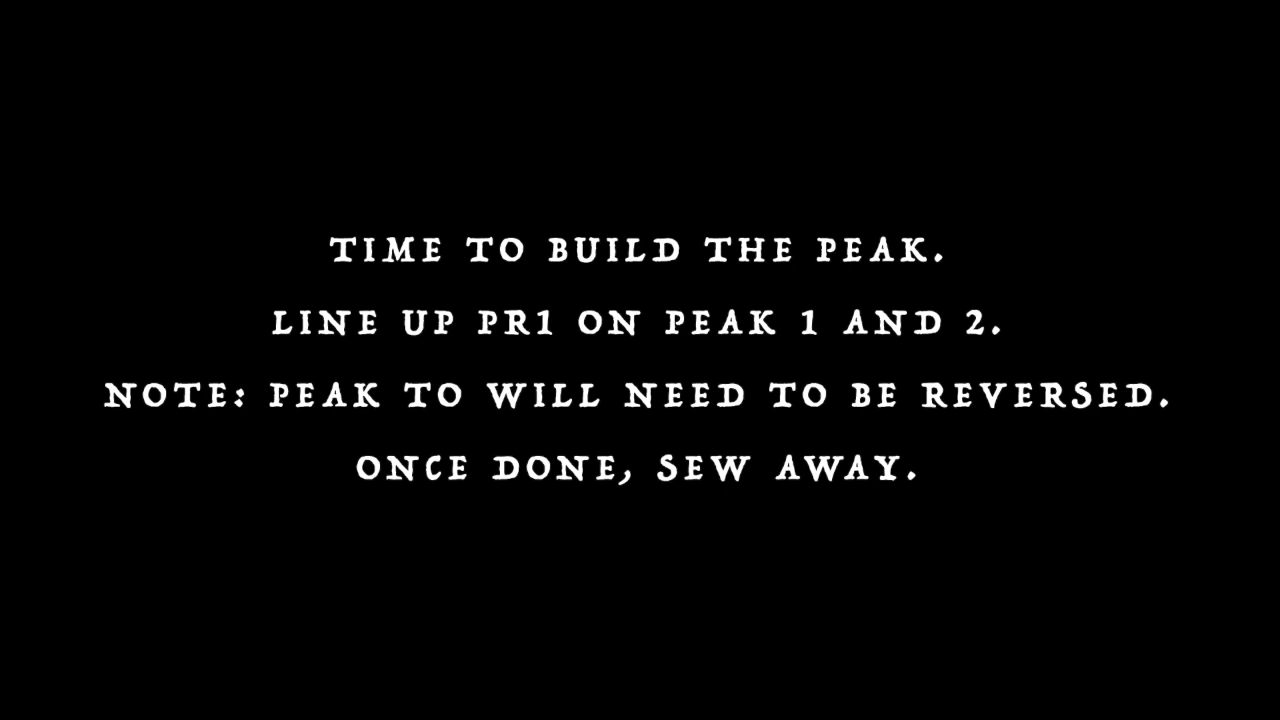 TIME TO BUILD THE PEAK.
LINE UP PR1 ON PEAK 1 AND 2.
NOTE: PEAK TO WILL NEED TO BE REVERSED.
ONCE DONE, SEW AWAY.